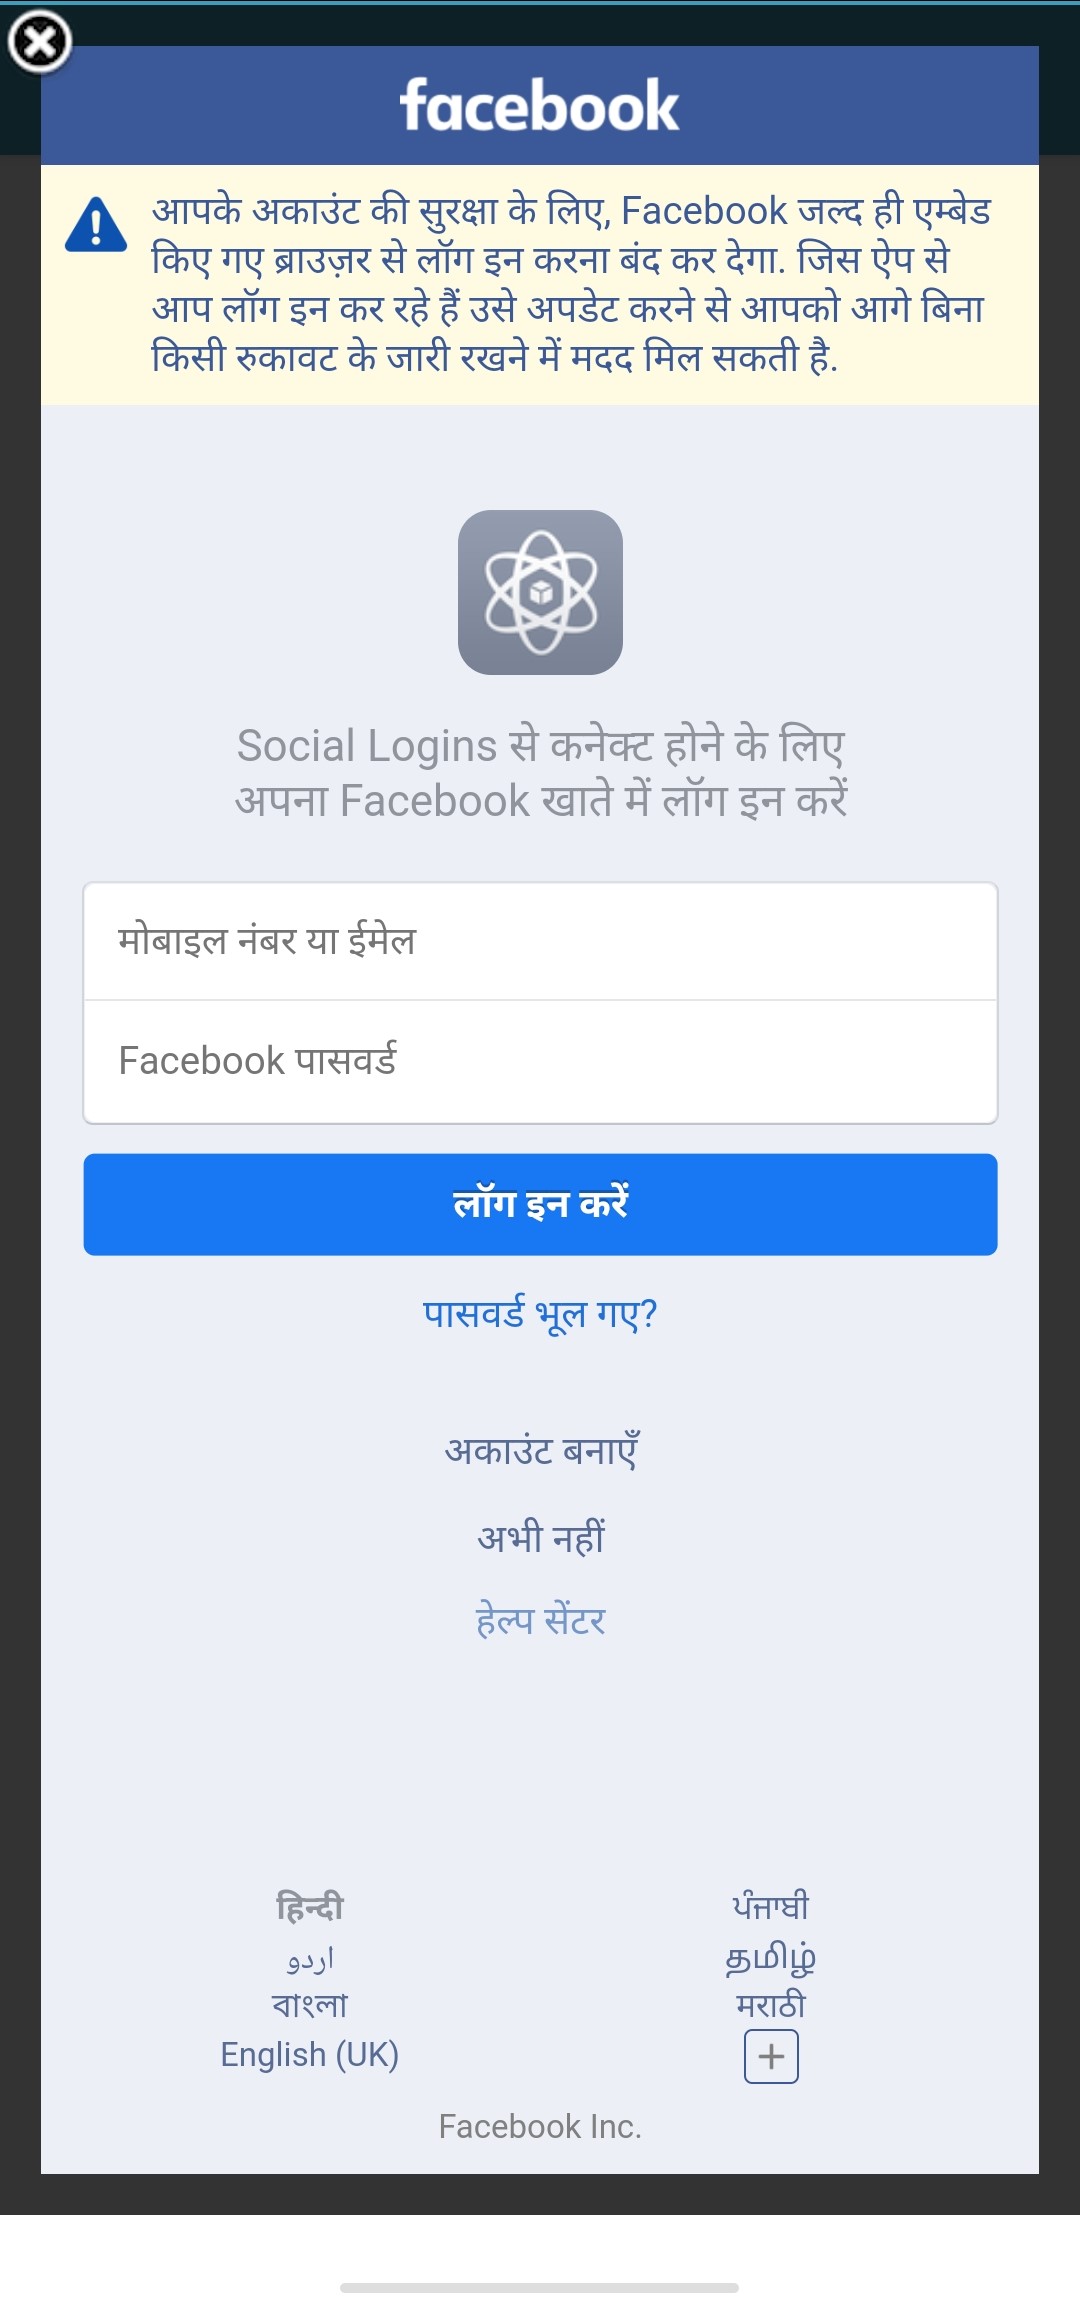 facebook
आपके अकाउंट की सुरक्षा के लिए, Facebook जल्द ही एम्बेड
किए गए ब्राउज़र से लॉग इन करना बंद कर देगा. जिस ऐप से
आप लॉग इन कर रहे हैं उसे अपडेट करने से आपको आगे बिना
किसी रुकावट के जारी रखने में मदद मिल सकती है.
Social Logins से कनेक्ट होने के लिए
अपना Facebook खाते में लॉग इन करें
मोबाइल नंबर या ईमेल
Facebook पासवर्ड
लॉग इन करें
पासवर्ड भूल गए?
अकाउंट बनाएँ
अभी नहीं
हेल्प सेंटर
हिन्दी
اردو
বাংলা
English (UK)
ਪੰਜਾਬੀ
தமிழ்
मराठी
Facebook Inc.